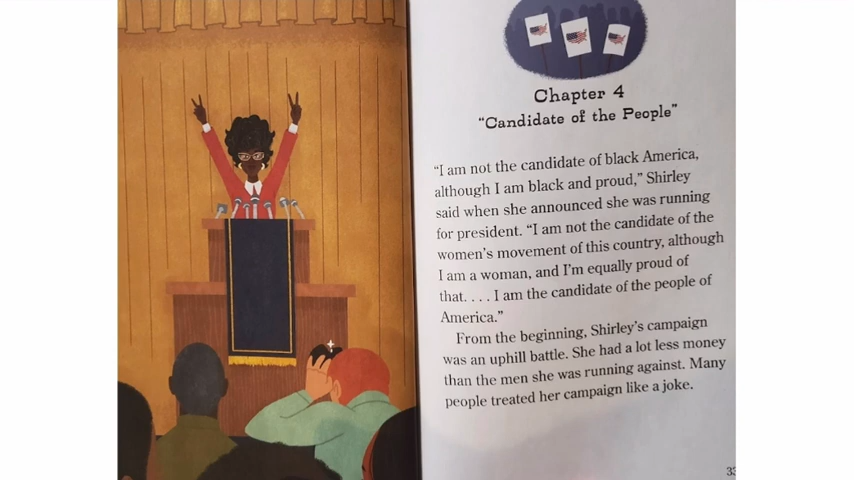 Chapter 4
“Candidate of the People”
“I am not the candidate of black America,
although I am black and proud,” Shirley
said when she announced she was running
for president. “I am not the candidate of the
women’s movement of this country, although
I am a woman, and I’m equally proud of
that. . . . I am the candidate of the people of
America.”
From the beginning, Shirley’s campaign
was an uphill battle. She had a lot less money
than the men she was running against. Many
people treated her campaign like a joke.
33